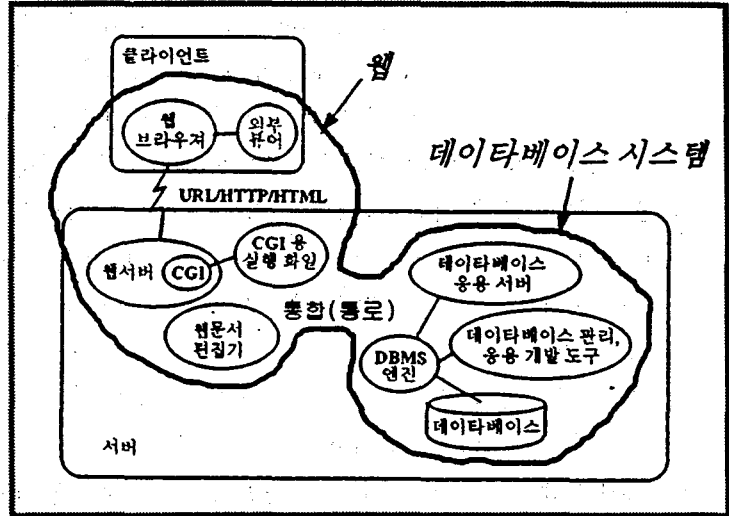 클라이언트
웹
웹
브라우져
외부
뷰어
데이타베이스 시스템
URL/HTTP/HTML
웹서버
CGI
CGI 용
실행 화일
데이타베이스
응용 서버
통합(통로)
웹문서
편집기
DBMS
엔진
데이타베이스 관리,
응용 개발 도구
데이타베이스
서버